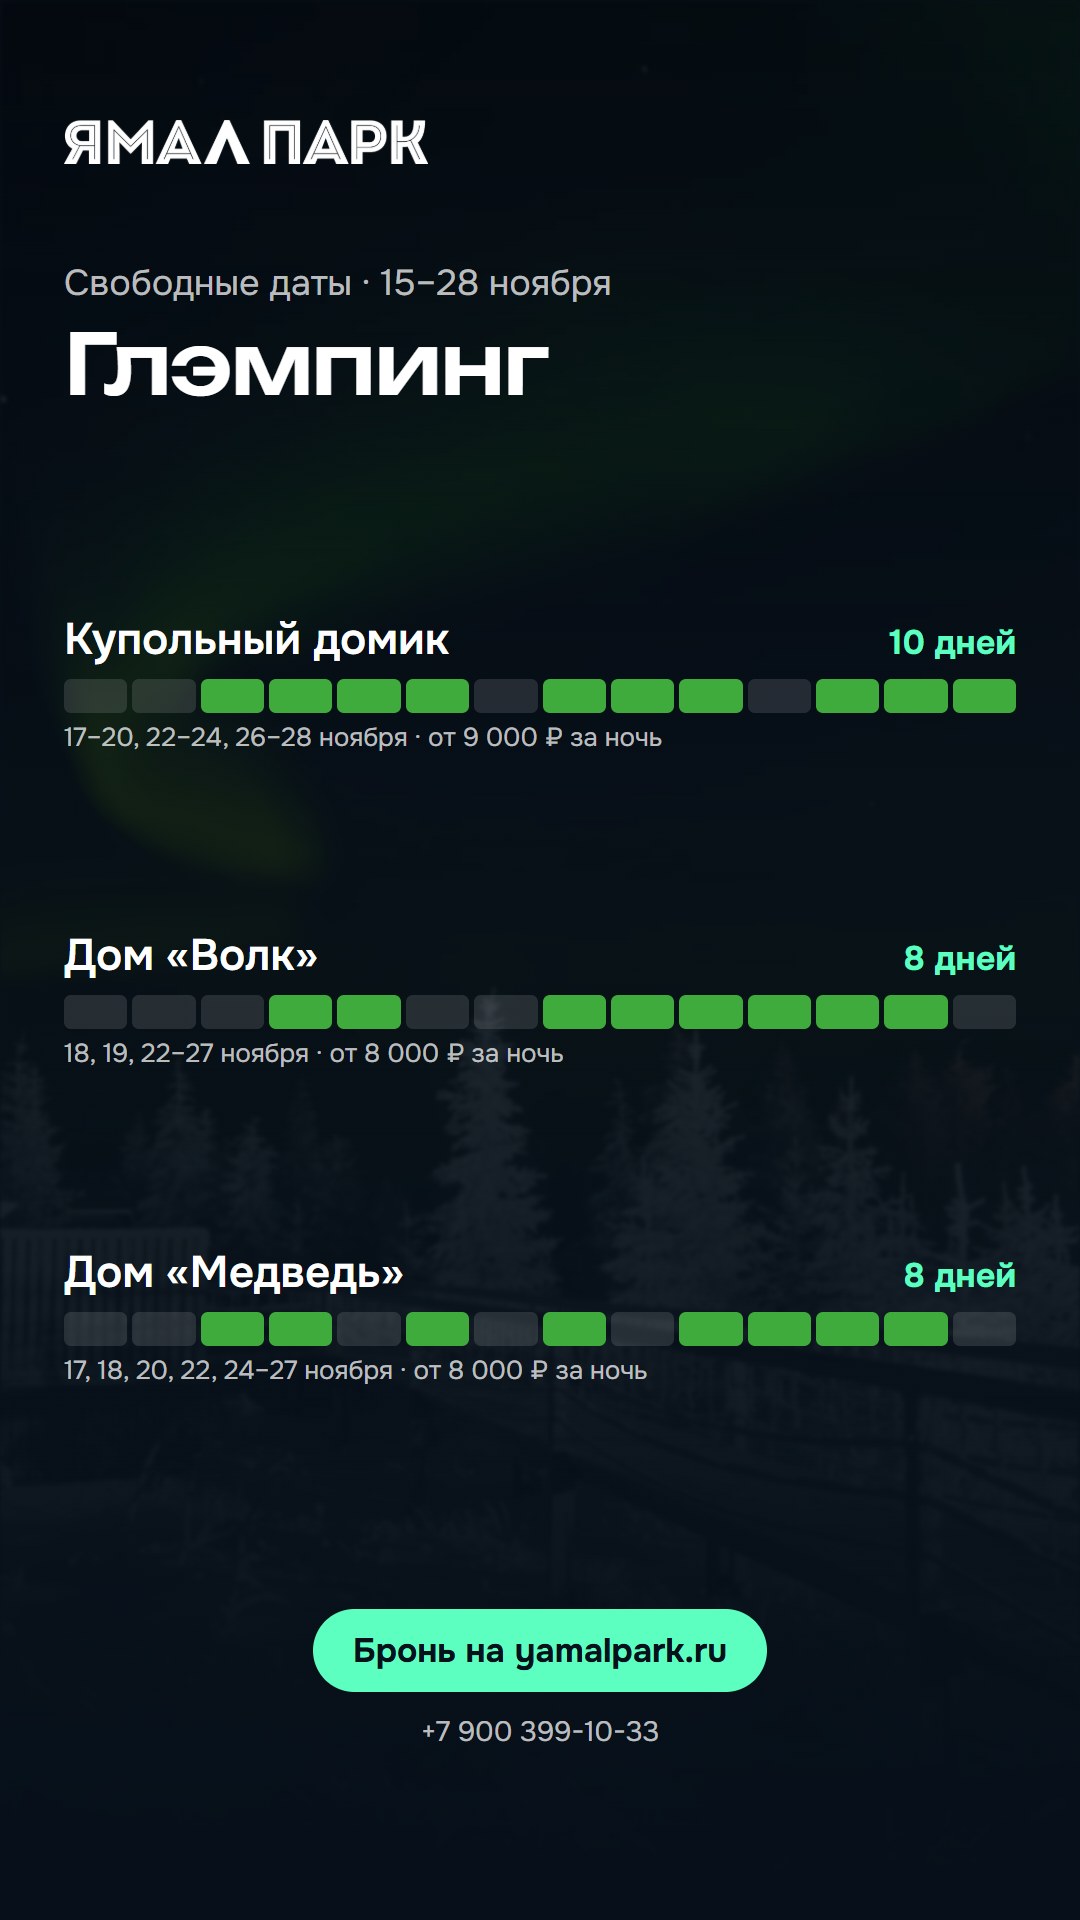 ЯМАЛ ПАРК
Свободные даты · 15–28 ноября
Глэмпинг
Купольный домик
10 дней
17–20, 22–24, 26–28 ноября · от 9 000 ₽ за ночь
Дом «Волк»
8 дней
18, 19, 22–27 ноября · от 8 000 ₽ за ночь
Дом «Медведь»
8 дней
17, 18, 20, 22, 24–27 ноября · от 8 000 ₽ за ночь
Бронь на yamalpark.ru
+7 900 399-10-33